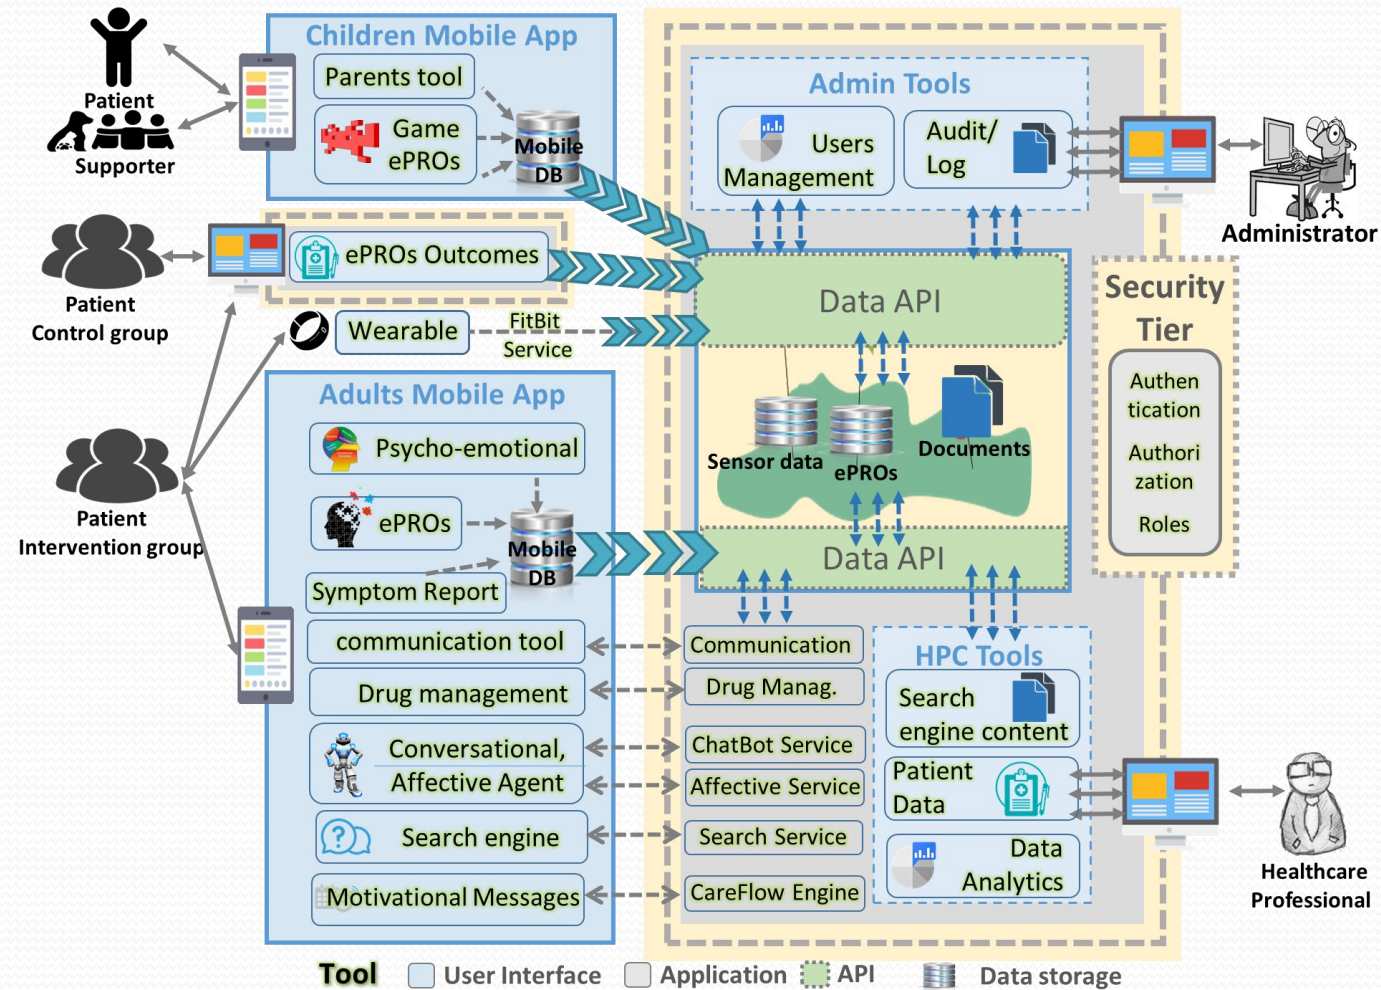 Children Mobile App
Parents tool
Game
ePROs
Mobile
DB
Patient
Supporter
Admin Tools
Users
Management
Audit/
Log
Administrator
ePROs Outcomes
Patient
Control group
Wearable
FitBit
Service
Data API
Sensor data
ePROs
Documents
Data API
Security
Tier
Authen
tication
Authori
zation
Roles
Adults Mobile App
Psycho-emotional
ePROs
Mobile
DB
Symptom Report
Patient
Intervention group
communication tool
Drug management
Conversational,
Affective Agent
Search engine
Motivational Messages
Communication
Drug Manag.
ChatBot Service
Affective Service
Search Service
CareFlow Engine
HPC Tools
Search
engine content
Patient
Data
Data
Analytics
Healthcare
Professional
Tool
User Interface
Application
API
Data storage